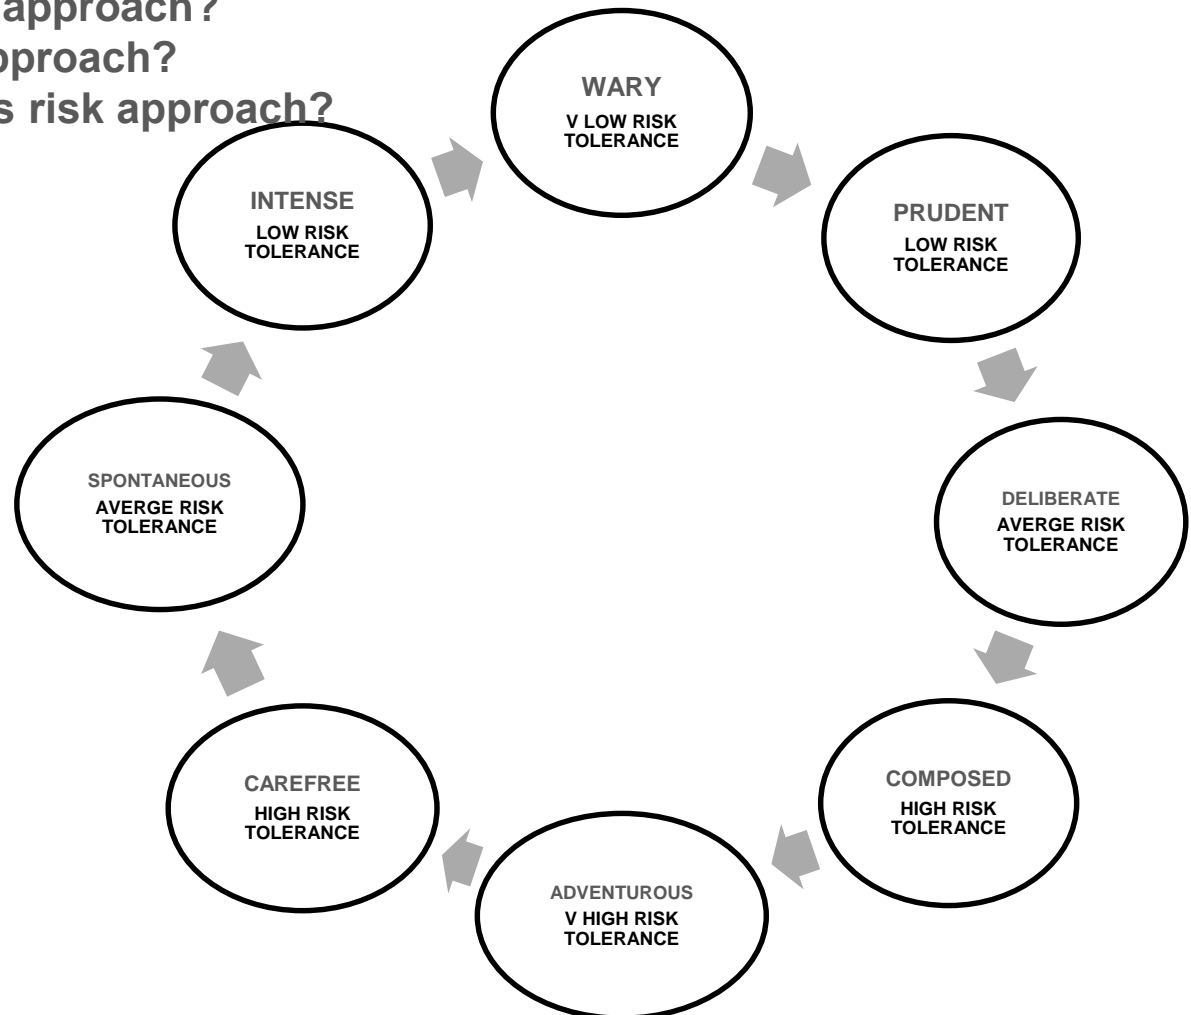 approach?
pproach?
s risk approach?
WARY
V LOW RISK
TOLERANCE
PRUDENT
LOW RISK
TOLERANCE
DELIBERATE
AVERGE RISK
TOLERANCE
COMPOSED
HIGH RISK
TOLERANCE
ADVENTUROUS
V HIGH RISK
TOLERANCE
CAREFREE
HIGH RISK
TOLERANCE
SPONTANEOUS
AVERGE RISK
TOLERANCE
INTENSE
LOW RISK
TOLERANCE